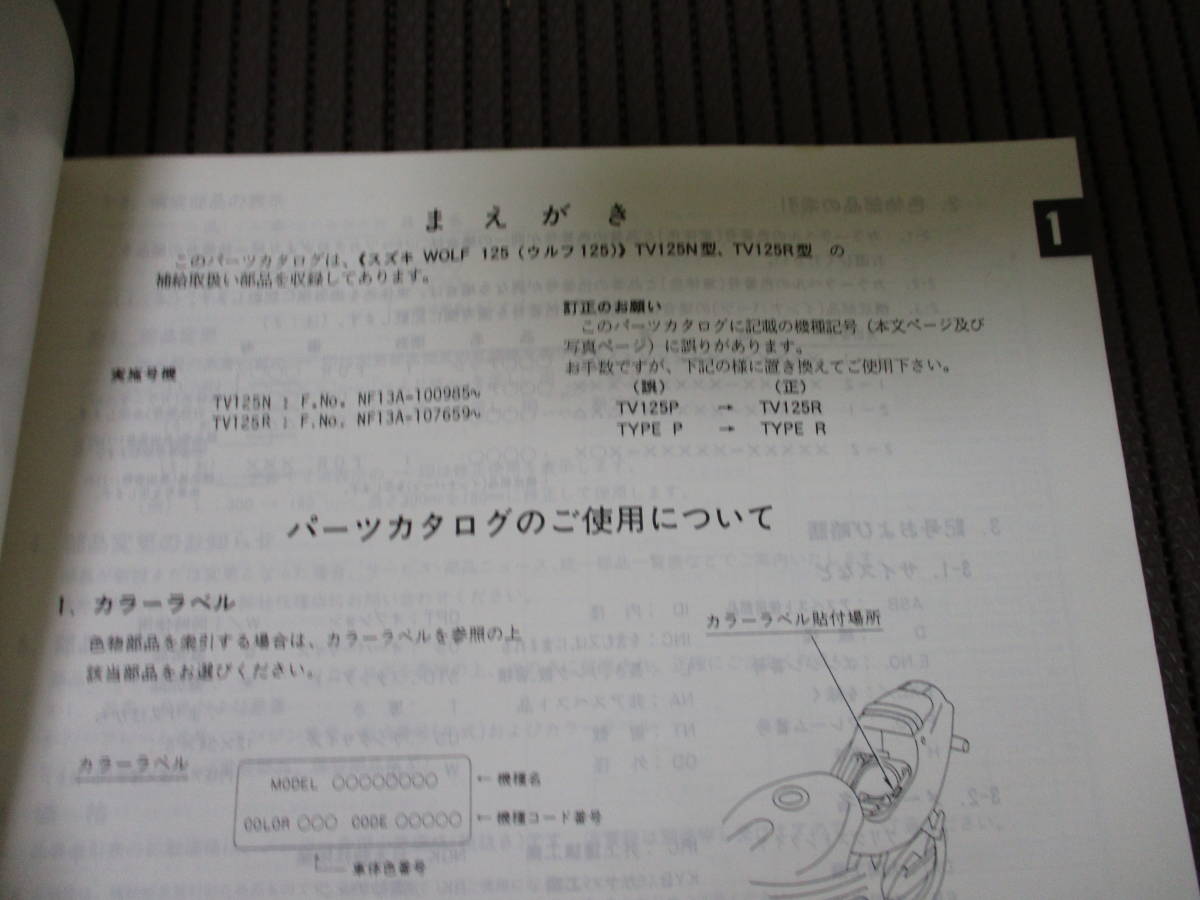 まえがき
1
このパーツカタログは、《スズキ WOLF 125（ウルフ125）》TV125N型、TV125R型 の
補給取扱い部品を収録してあります。
訂正のお願い
このパーツカタログに記載の機種記号（本文ページ及び
写真ページ）に誤りがあります。
お手数ですが、下記の様に置き換えてご使用下さい。
（誤） （正）
TV125P → TV125R
TYPE P → TYPE R
実施号機
TV125N ; F.No. NF13A-100985~
TV125R ; F.No. NF13A-107659~
パーツカタログのご使用について
1. カラーラベル
色物部品を索引する場合は、カラーラベルを参照の上
該当部品をお選びください。
カラーラベル貼付場所
カラーラベル
MODEL ○○○○○○○○ ←機種名
COLOR ○○○ CODE ○○○○○ ←機種コード番号
車体色番号